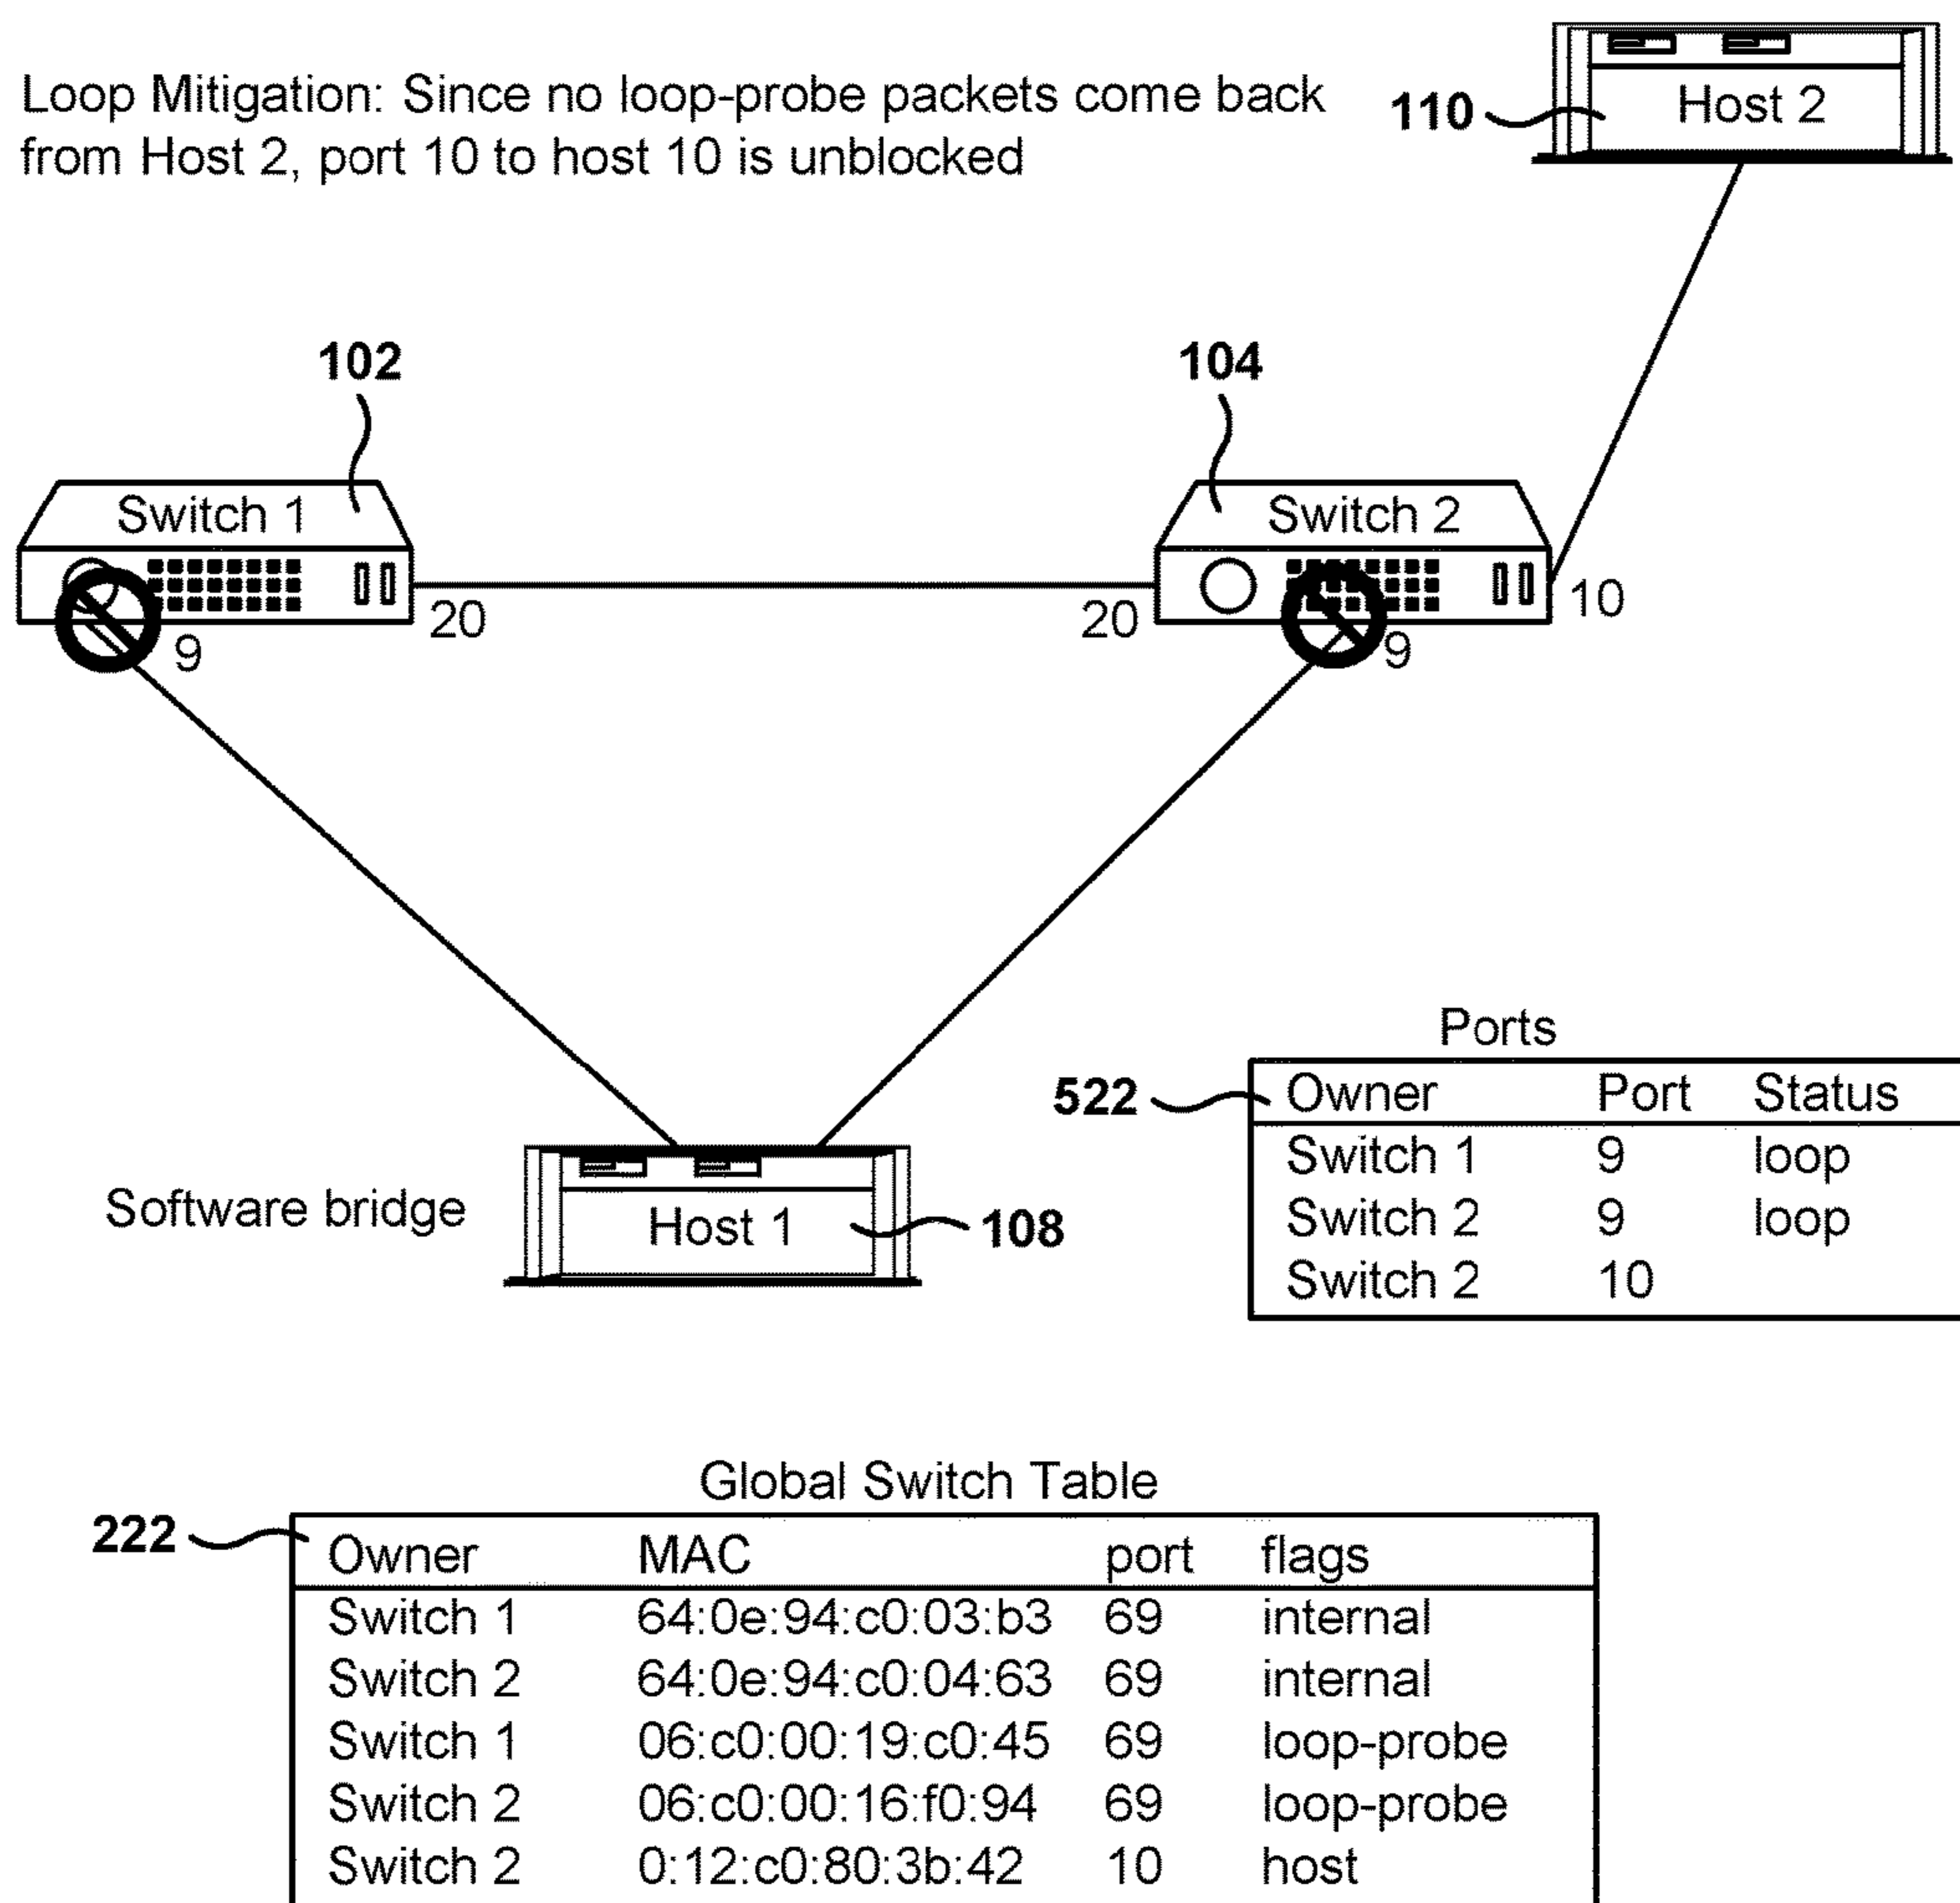 Loop Mitigation: Since no loop-probe packets come back
from Host 2, port 10 to host 10 is unblocked
110
Host 2
102
104
Switch 1
Switch 2
9
20
20
9
10
Software bridge
Host 1
108
Ports
522
Owner Port Status
Switch 1 9 loop
Switch 2 9 loop
Switch 2 10
Global Switch Table
222
Owner MAC port flags
Switch 1 64:0e:94:c0:03:b3 69 internal
Switch 2 64:0e:94:c0:04:63 69 internal
Switch 1 06:c0:00:19:c0:45 69 loop-probe
Switch 2 06:c0:00:16:f0:94 69 loop-probe
Switch 2 0:12:c0:80:3b:42 10 host